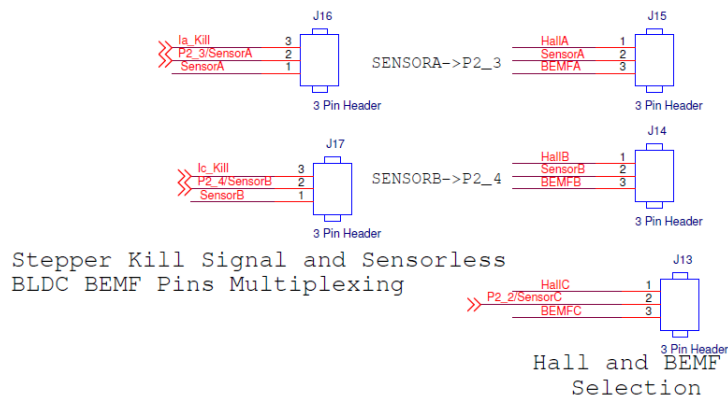 J16
Ia_Kill 3
P2_3/SensorA 2
SensorA 1
3 Pin Header
SENSORA->P2_3
J15
HallA 1
SensorA 2
BEMFA 3
3 Pin Header
J17
Ic_Kill 3
P2_4/SensorB 2
SensorB 1
3 Pin Header
SENSORB->P2_4
J14
HallB 1
SensorB 2
BEMFB 3
3 Pin Header
Stepper Kill Signal and Sensorless
BLDC BEMF Pins Multiplexing
J13
HallC 1
P2_2/SensorC 2
BEMFC 3
3 Pin Header
Hall and BEMF
Selection